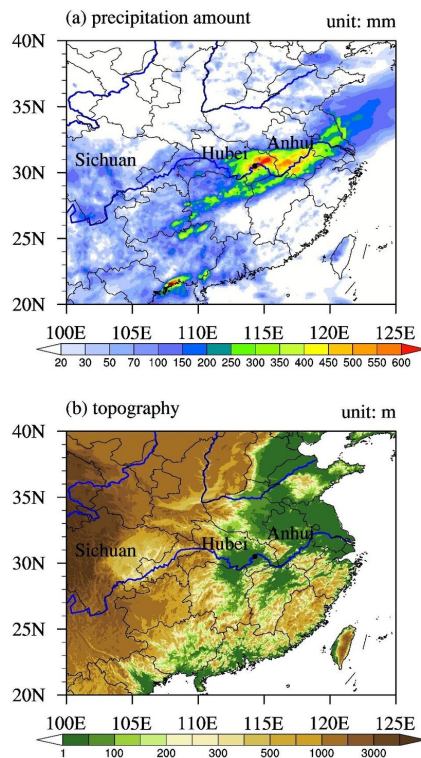 (a) precipitation amount unit: mm
40N
35N
Hubei Anhui
Sichuan
30N
25N
20N
100E 105E 110E 115E 120E 125E
20 30 50 70 100 150 200 250 300 350 400 450 500 550 600
(b) topography unit: m
40N
35N
Hubei Anhui
Sichuan
30N
25N
20N
100E 105E 110E 115E 120E 125E
1 100 200 300 500 1000 3000